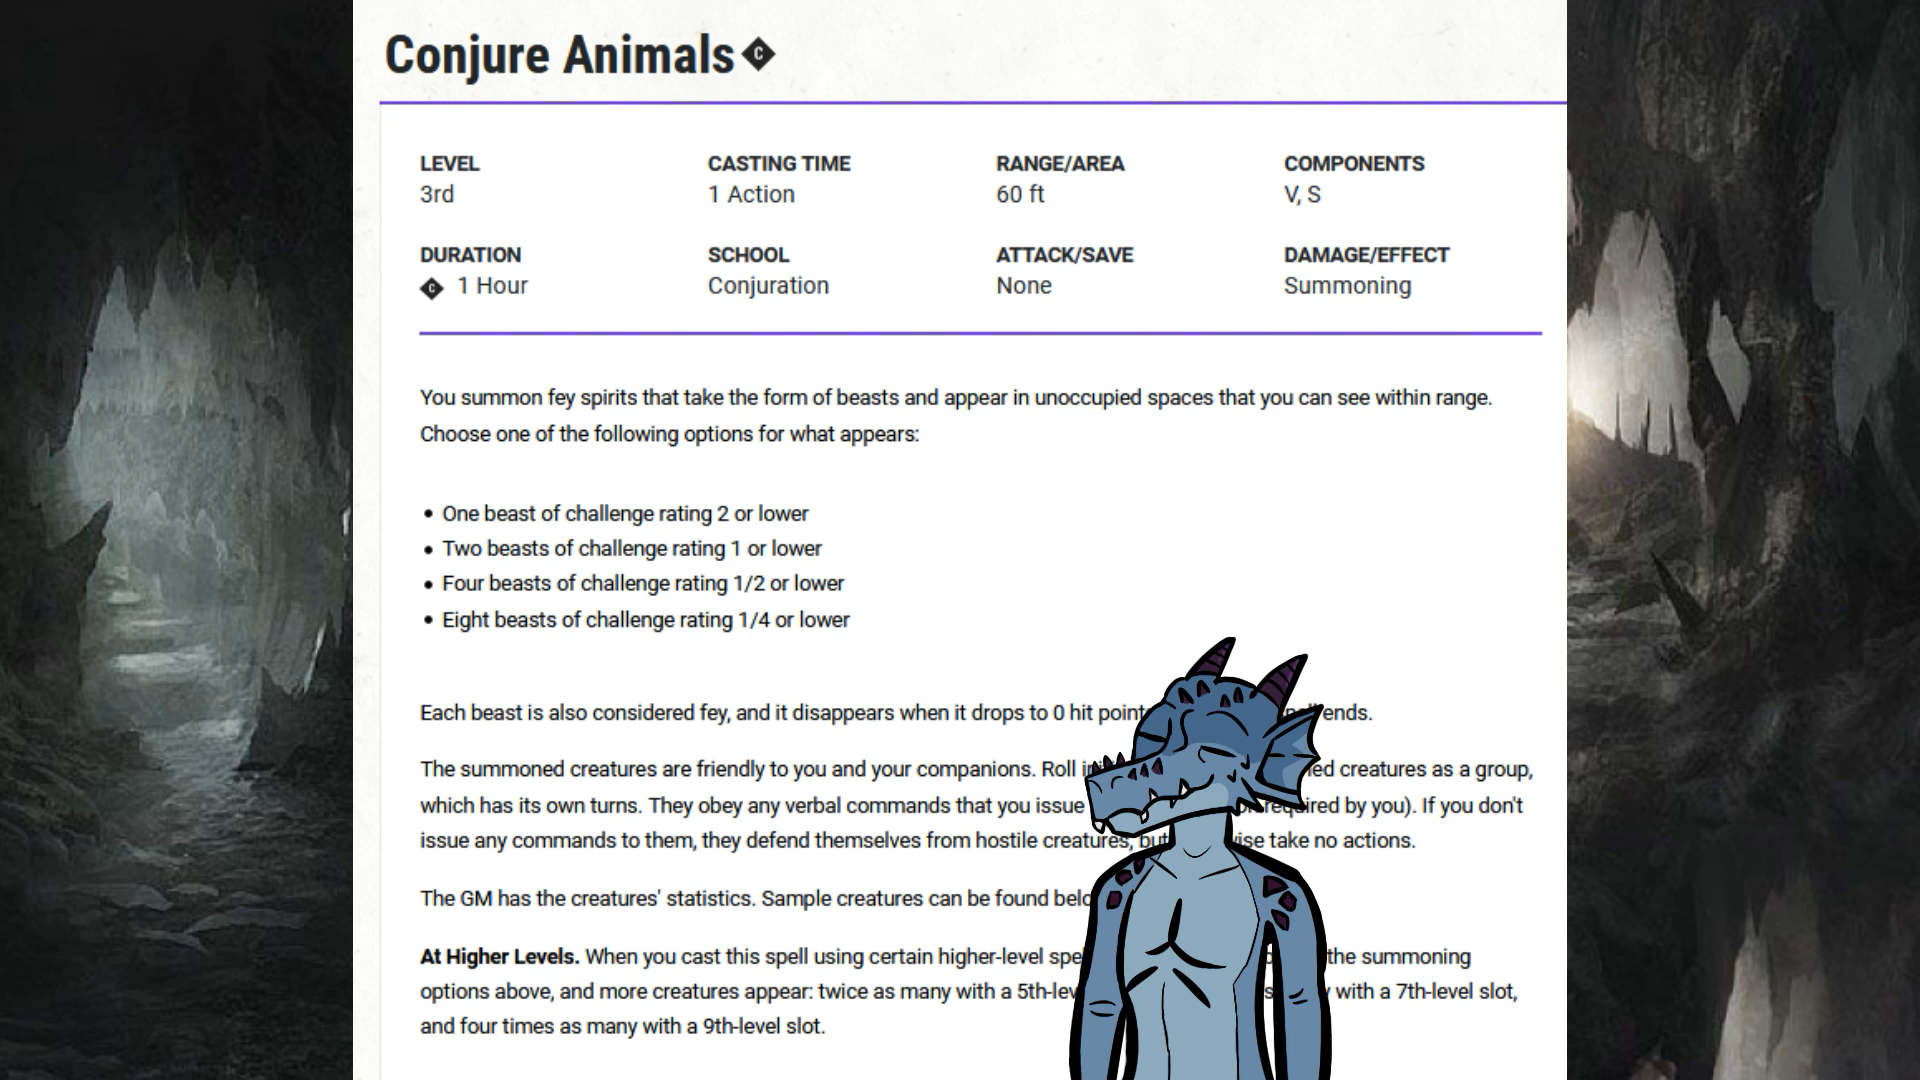 Conjure Animals C
LEVEL CASTING TIME RANGE/AREA COMPONENTS
3rd 1 Action 60 ft V, S
DURATION SCHOOL ATTACK/SAVE DAMAGE/EFFECT
C 1 Hour Conjuration None Summoning
You summon fey spirits that take the form of beasts and appear in unoccupied spaces that you can see within range.
Choose one of the following options for what appears:
• One beast of challenge rating 2 or lower
• Two beasts of challenge rating 1 or lower
• Four beasts of challenge rating 1/2 or lower
• Eight beasts of challenge rating 1/4 or lower
Each beast is also considered fey, and it disappears when it drops to 0 hit ends.
The summoned creatures are friendly to you and your companions. Roll creatures as a group,
which has its own turns. They obey any verbal commands that you issue required by you). If you don't
issue any commands to them, they defend themselves from hostile creatures, but take no actions.
The GM has the creatures' statistics. Sample creatures can be found
At Higher Levels. When you cast this spell using certain higher-level the summoning
options above, and more creatures appear: twice as many with a with a 7th-level slot,
and four times as many with a 9th-level slot.